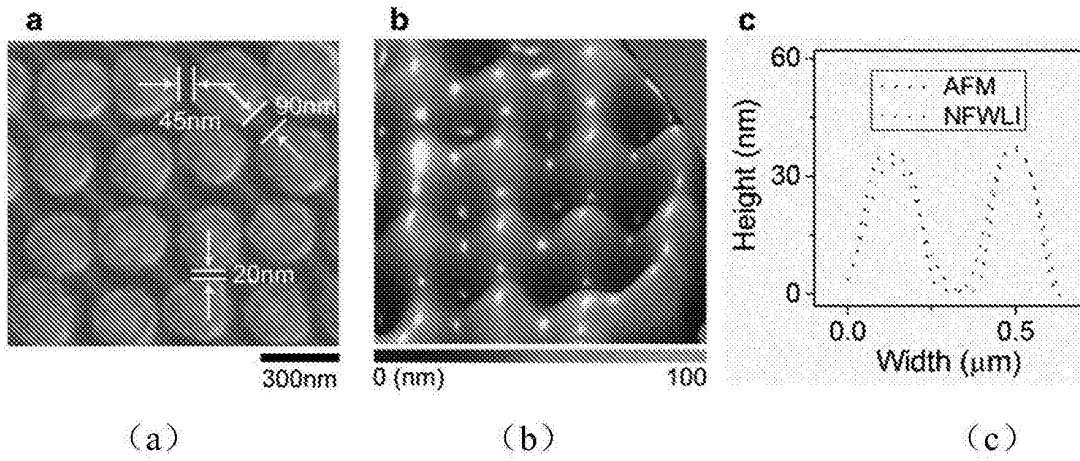 a
45nm
90nm
20nm
300nm
b
0 (nm)
100
c
60
30
0
Height (nm)
AFM
NFWLI
0.0
0.5
Width (μm)
（a）
（b）
（c）